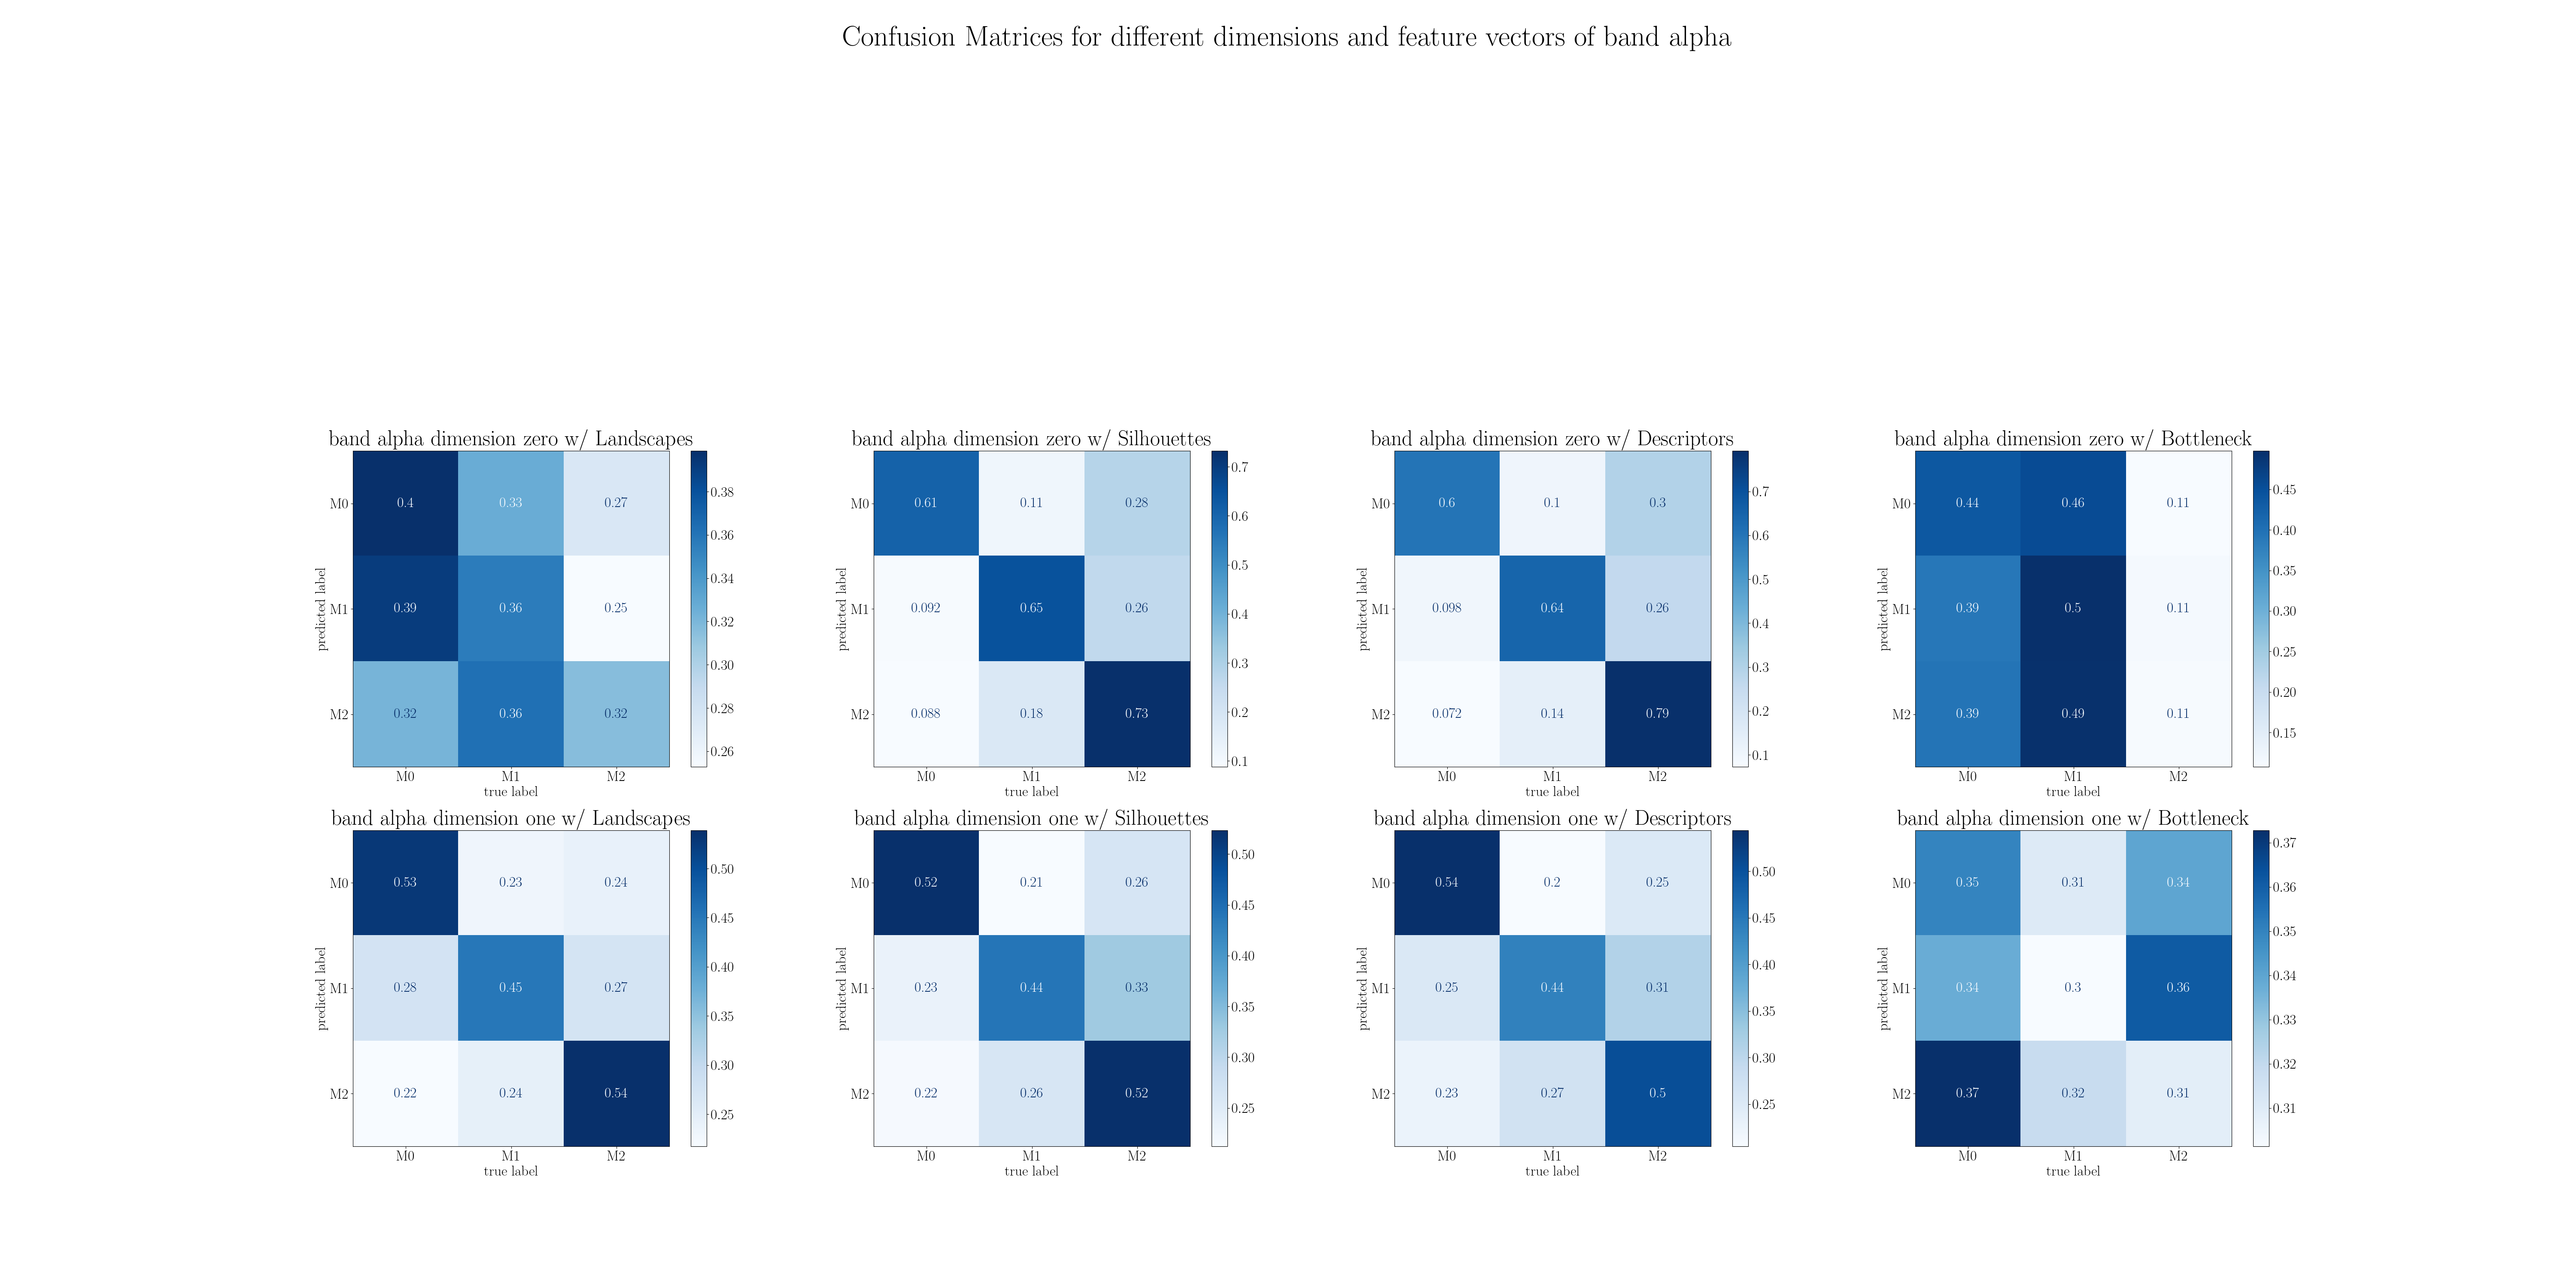 Confusion Matrices for different dimensions and feature vectors of band alpha
band alpha dimension zero w/ Landscapes
predicted label
M0 0.4 0.33 0.27
M1 0.39 0.36 0.25
M2 0.32 0.36 0.32
M0 M1 M2
true label
0.38
0.36
0.34
0.32
0.30
0.28
0.26
band alpha dimension zero w/ Silhouettes
predicted label
M0 0.61 0.11 0.28
M1 0.092 0.65 0.26
M2 0.088 0.18 0.73
M0 M1 M2
true label
0.7
0.6
0.5
0.4
0.3
0.2
0.1
band alpha dimension zero w/ Descriptors
predicted label
M0 0.6 0.1 0.3
M1 0.098 0.64 0.26
M2 0.072 0.14 0.79
M0 M1 M2
true label
0.7
0.6
0.5
0.4
0.3
0.2
0.1
band alpha dimension zero w/ Bottleneck
predicted label
M0 0.44 0.46 0.11
M1 0.39 0.5 0.11
M2 0.39 0.49 0.11
M0 M1 M2
true label
0.45
0.40
0.35
0.30
0.25
0.20
0.15
band alpha dimension one w/ Landscapes
predicted label
M0 0.53 0.23 0.24
M1 0.28 0.45 0.27
M2 0.22 0.24 0.54
M0 M1 M2
true label
0.50
0.45
0.40
0.35
0.30
0.25
band alpha dimension one w/ Silhouettes
predicted label
M0 0.52 0.21 0.26
M1 0.23 0.44 0.33
M2 0.22 0.26 0.52
M0 M1 M2
true label
0.50
0.45
0.40
0.35
0.30
0.25
band alpha dimension one w/ Descriptors
predicted label
M0 0.54 0.2 0.25
M1 0.25 0.44 0.31
M2 0.23 0.27 0.5
M0 M1 M2
true label
0.50
0.45
0.40
0.35
0.30
0.25
band alpha dimension one w/ Bottleneck
predicted label
M0 0.35 0.31 0.34
M1 0.34 0.3 0.36
M2 0.37 0.32 0.31
M0 M1 M2
true label
0.37
0.36
0.35
0.34
0.33
0.32
0.31